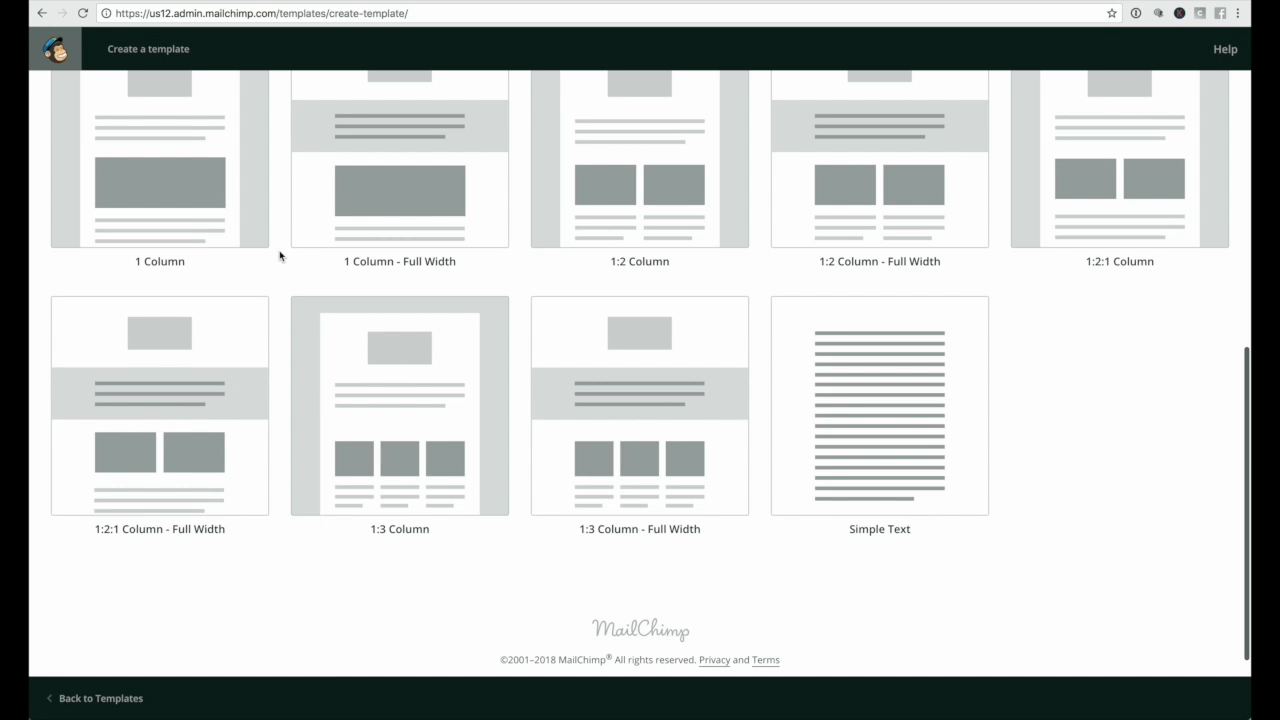 https://us12.admin.mailchimp.com/templates/create-template/
Create a template
Help
1 Column
1 Column - Full Width
1:2 Column
1:2 Column - Full Width
1:2:1 Column
1:2:1 Column - Full Width
1:3 Column
1:3 Column - Full Width
Simple Text
MailChimp
©2001–2018 MailChimp® All rights reserved. Privacy and Terms
Back to Templates